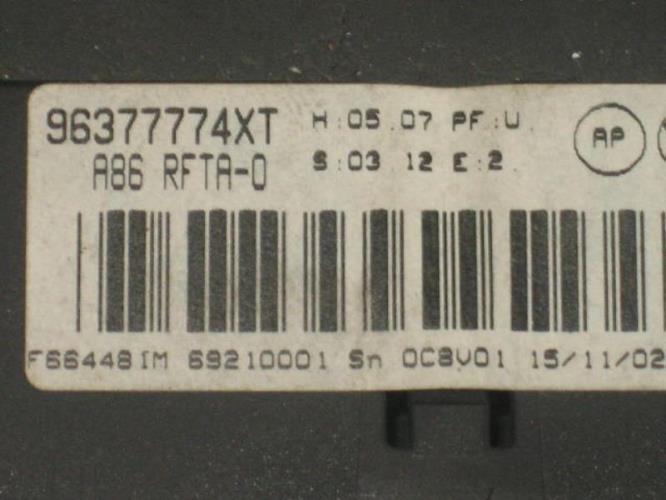 96377774XT H:05.07 PF:U AP
A86 RFTA-0 S:03 12 E:2
F66448IM 69210001 Sn 0C8V01 15/11/02